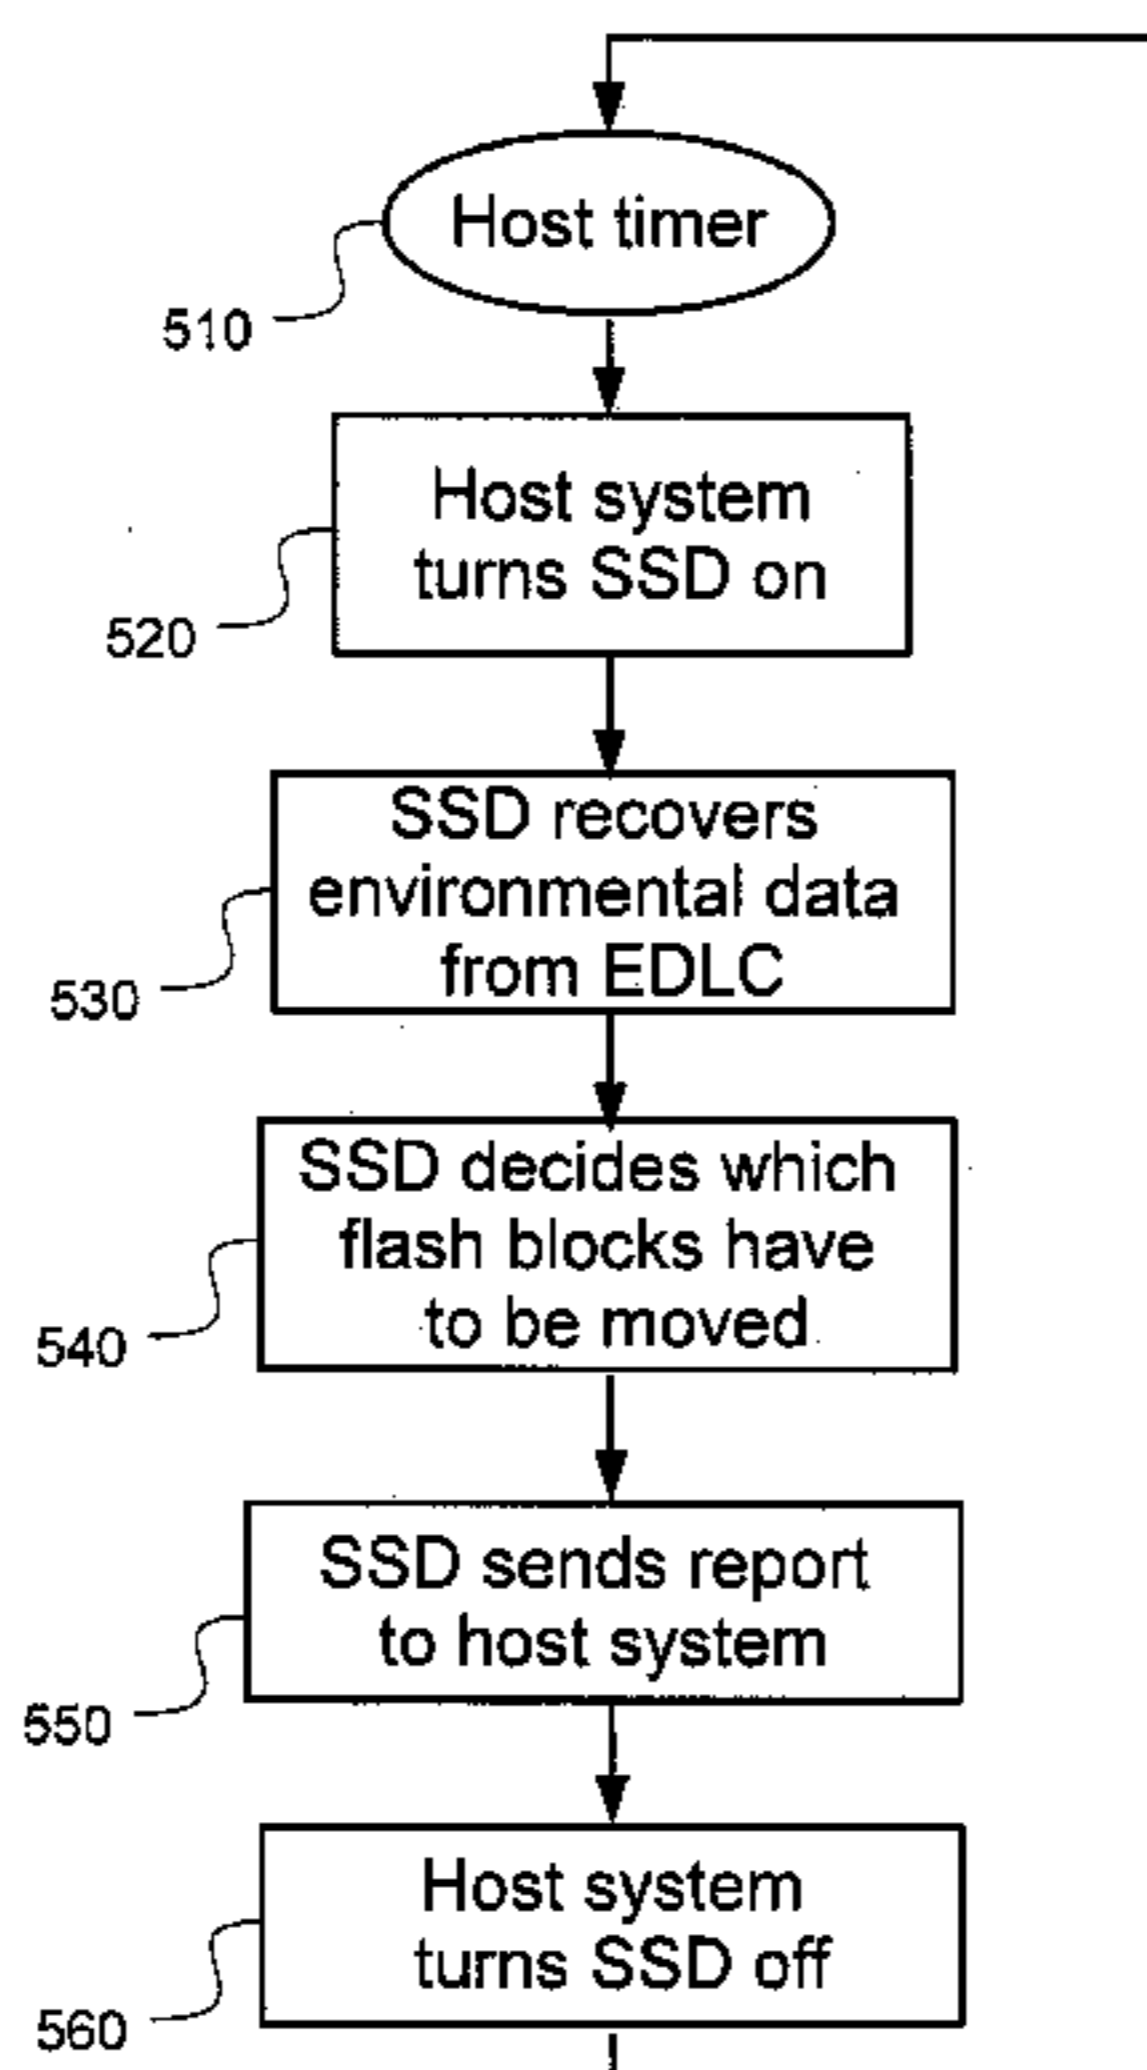 Host timer
510
Host system
turns SSD on
520
SSD recovers
environmental data
from EDLC
530
SSD decides which
flash blocks have
to be moved
540
SSD sends report
to host system
550
Host system
turns SSD off
560